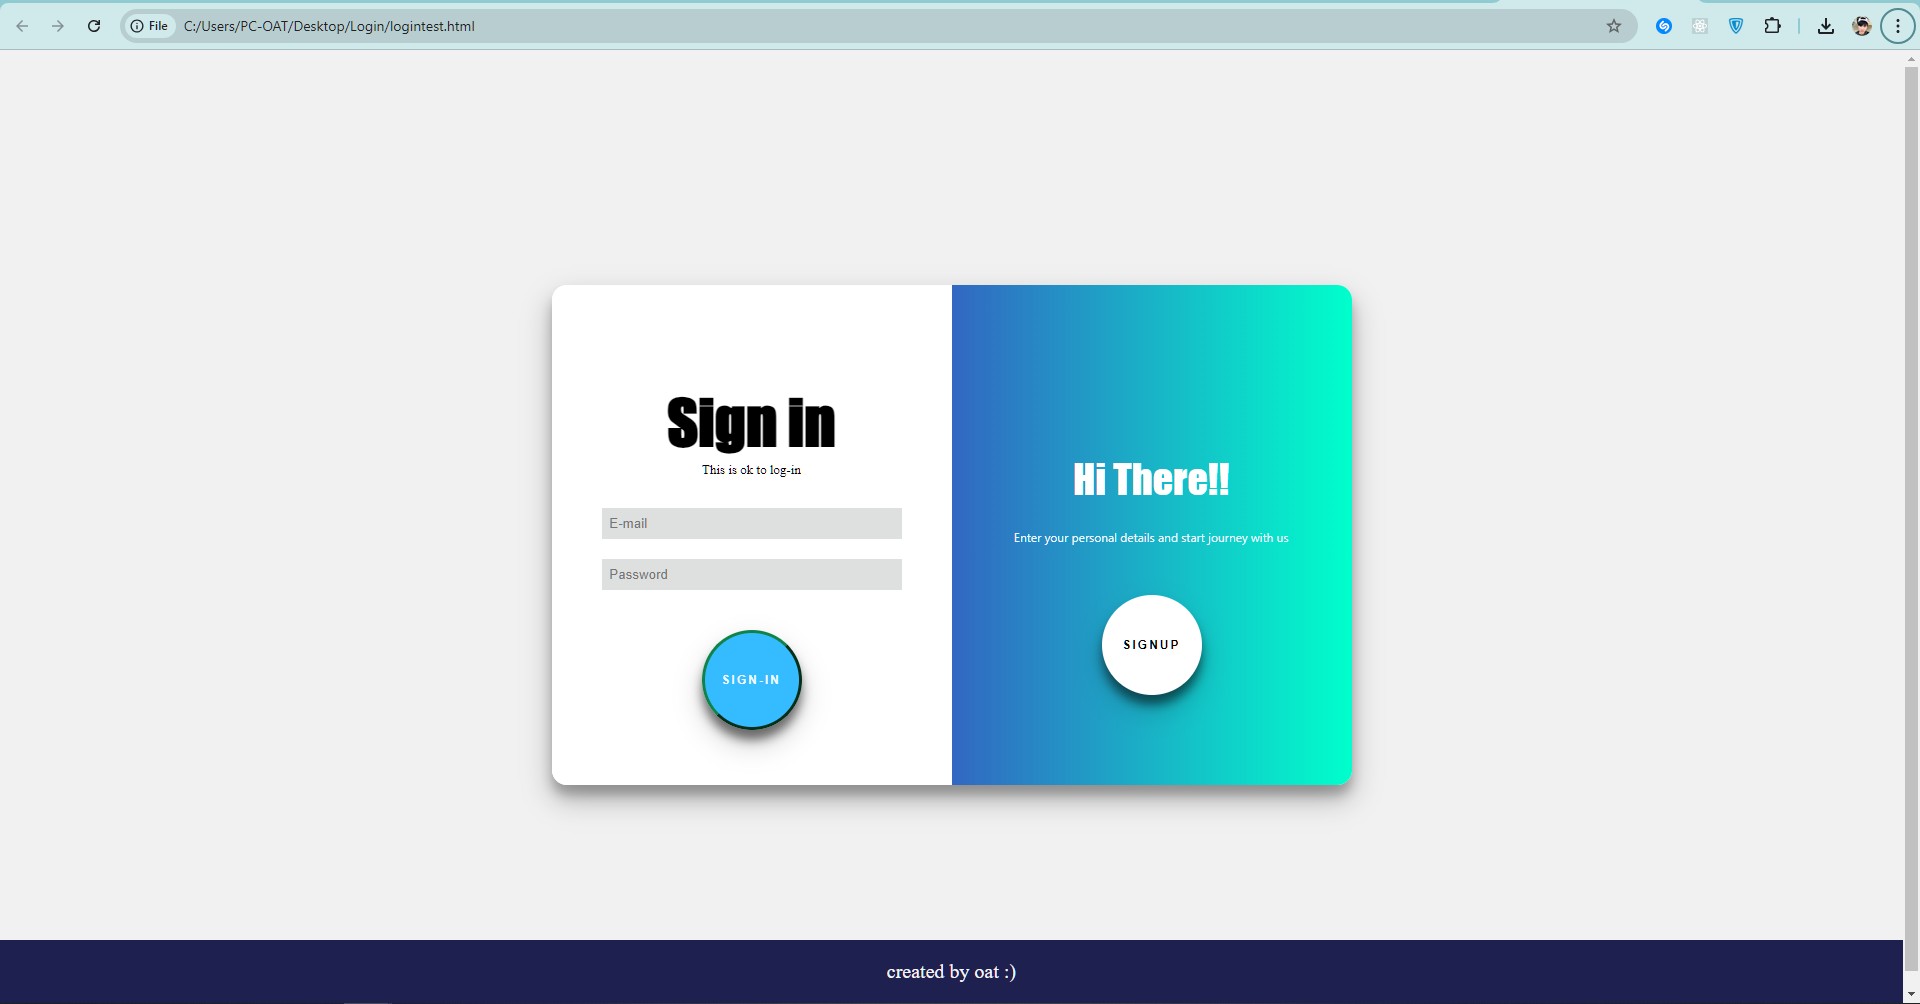 File C:/Users/PC-OAT/Desktop/Login/logintest.html
Sign in
This is ok to log-in
E-mail
Password
SIGN-IN
Hi There!!
Enter your personal details and start journey with us
SIGNUP
created by oat :)